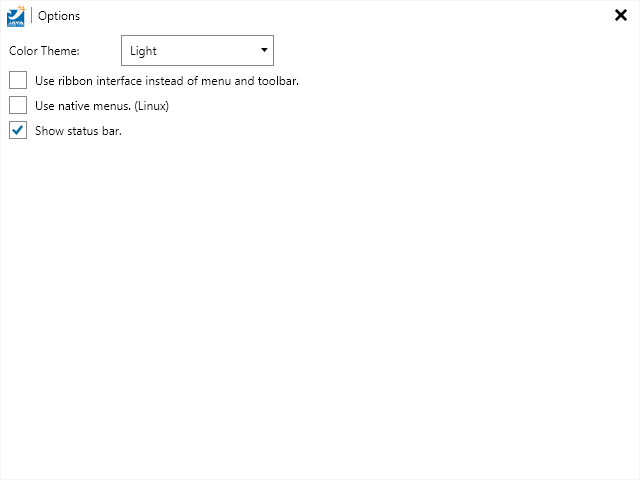 Options
Color Theme: Light
Use ribbon interface instead of menu and toolbar.
Use native menus. (Linux)
Show status bar.
JAVA